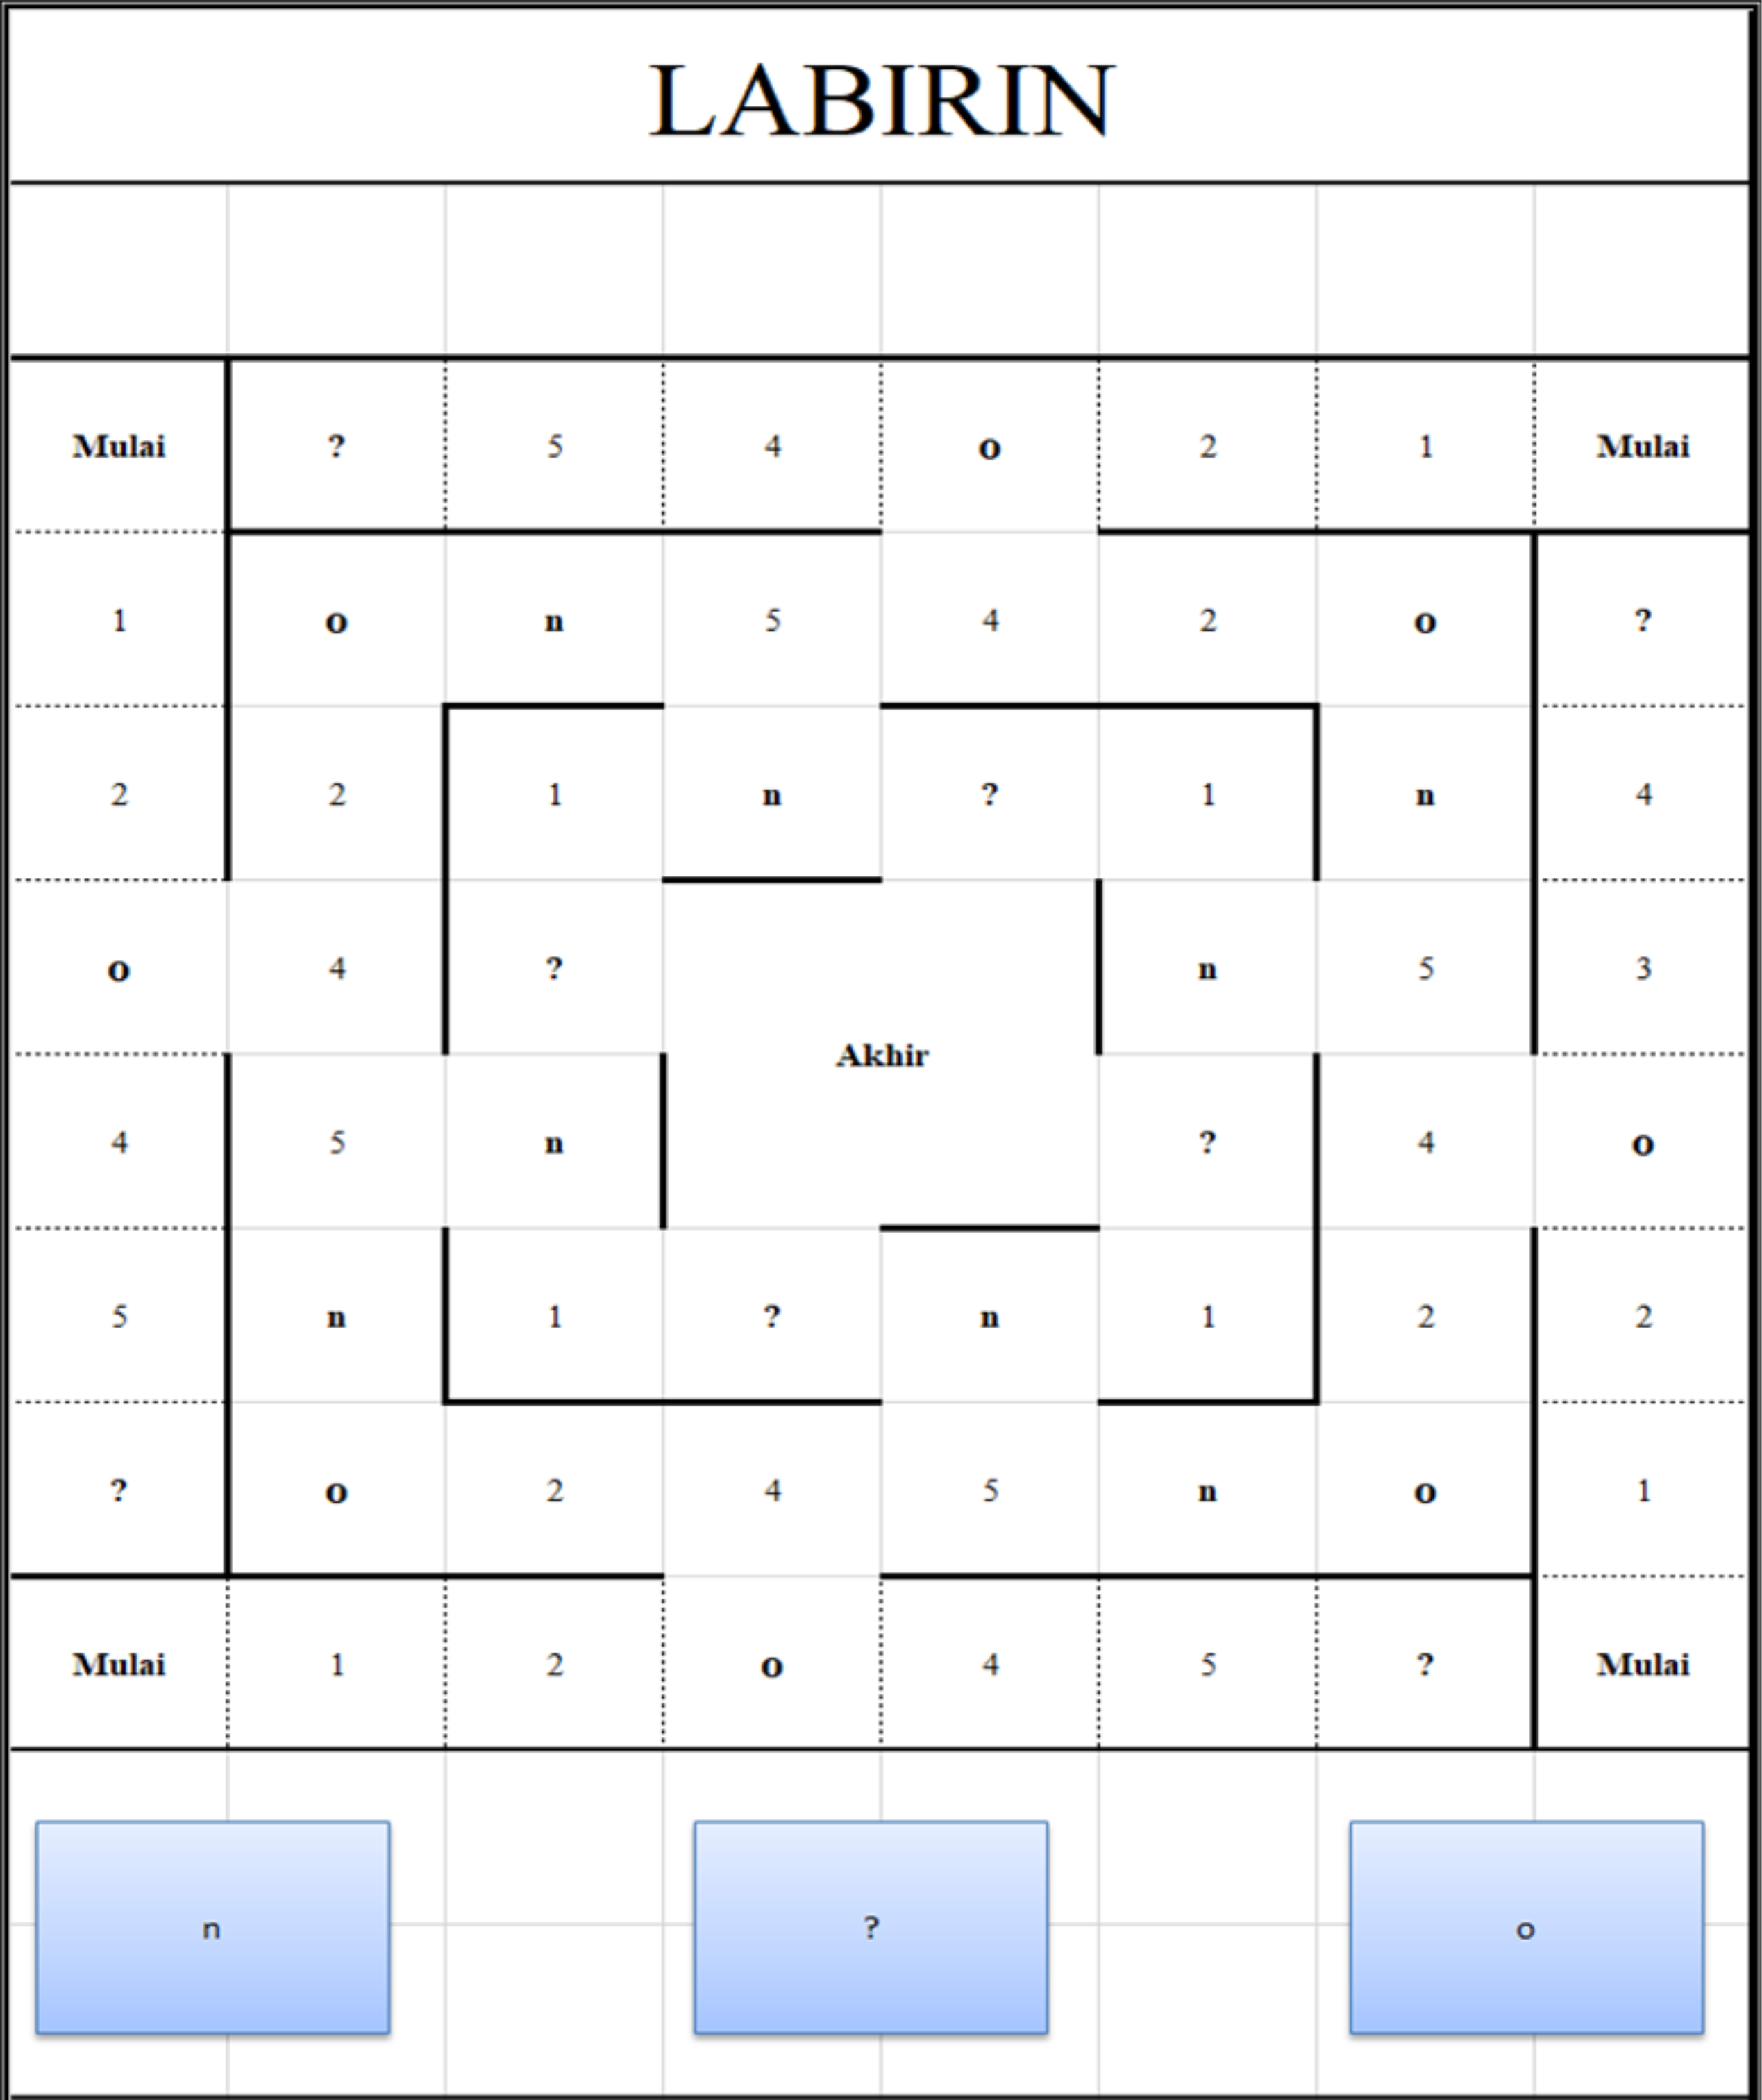 LABIRIN
Mulai ? 5 4 o 2 1 Mulai
1 o n 5 4 2 o ?
2 2 1 n ? 1 n 4
o 4 ? n 5 3
Akhir
4 5 n ? 4 o
5 n 1 ? n 1 2 2
? o 2 4 5 n o 1
Mulai 1 2 o 4 5 ? Mulai
n ? o